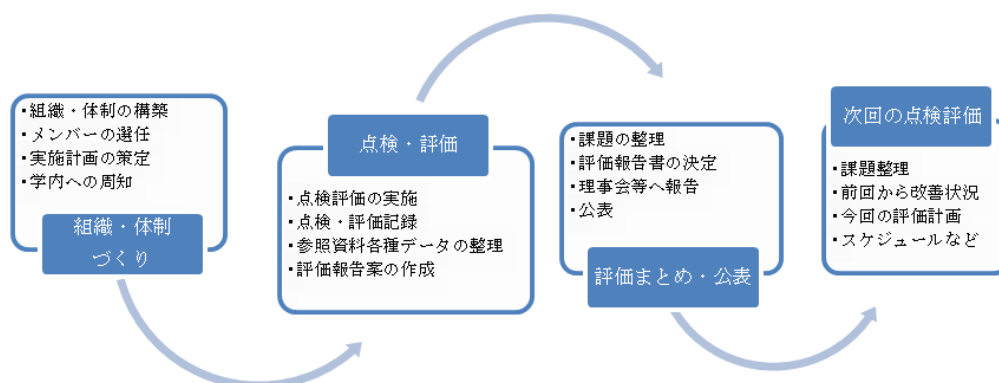 ・組織・体制の構築
・メンバーの選任
・実施計画の策定
・学内への周知
組織・体制
づくり
点検・評価
・点検評価の実施
・点検・評価記録
・参照資料各種データの整理
・評価報告案の作成
・課題の整理
・評価報告書の決定
・理事会等へ報告
・公表
評価まとめ・公表
次回の点検評価
・課題整理
・前回から改善状況
・今回の評価計画
・スケジュールなど